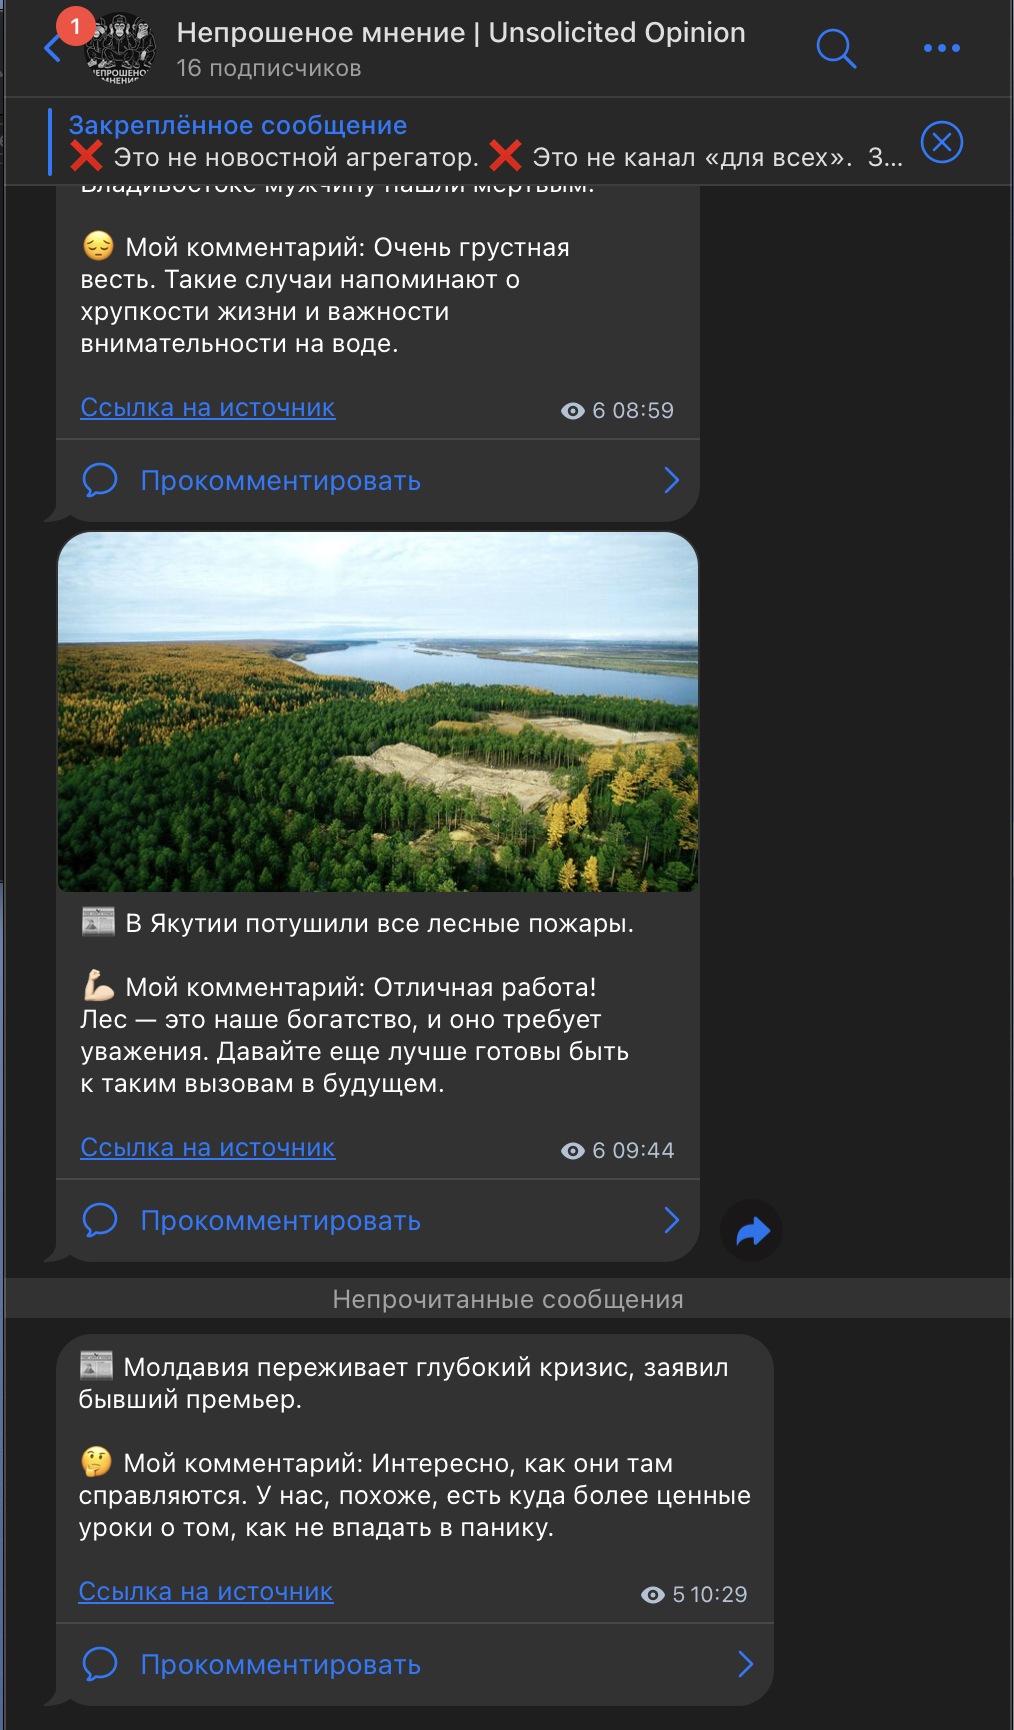 1
Непрошеное мнение | Unsolicited Opinion
16 подписчиков
НЕПРОШЕНОЕ
МНЕНИЕ
Закреплённое сообщение
❌ Это не новостной агрегатор. ❌ Это не канал «для всех». З...
Владивостоке мужчину нашли мертвым.
😔 Мой комментарий: Очень грустная
весть. Такие случаи напоминают о
хрупкости жизни и важности
внимательности на воде.
Ссылка на источник
6 08:59
Прокомментировать
📰 В Якутии потушили все лесные пожары.
💪🏻 Мой комментарий: Отличная работа!
Лес — это наше богатство, и оно требует
уважения. Давайте еще лучше готовы быть
к таким вызовам в будущем.
Ссылка на источник
6 09:44
Прокомментировать
Непрочитанные сообщения
📰 Молдавия переживает глубокий кризис, заявил
бывший премьер.
🤔 Мой комментарий: Интересно, как они там
справляются. У нас, похоже, есть куда более ценные
уроки о том, как не впадать в панику.
Ссылка на источник
5 10:29
Прокомментировать